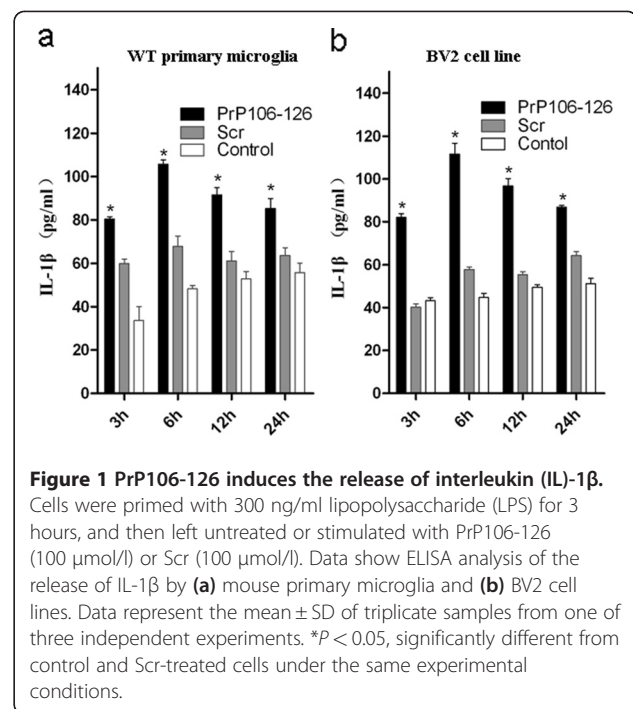 a
WT primary microglia
IL-1β (pg/ml)
140
120
100
80
60
40
20
0
PrP106-126
Scr
Control
*
*
*
*
3h
6h
12h
24h
b
BV2 cell line
IL-1β (pg/ml)
140
120
100
80
60
40
20
0
PrP106-126
Scr
Contol
*
*
*
*
3h
6h
12h
24h
Figure 1 PrP106-126 induces the release of interleukin (IL)-1β.
Cells were primed with 300 ng/ml lipopolysaccharide (LPS) for 3
hours, and then left untreated or stimulated with PrP106-126
(100 μmol/l) or Scr (100 μmol/l). Data show ELISA analysis of the
release of IL-1β by (a) mouse primary microglia and (b) BV2 cell
lines. Data represent the mean ± SD of triplicate samples from one of
three independent experiments. *P < 0.05, significantly different from
control and Scr-treated cells under the same experimental
conditions.